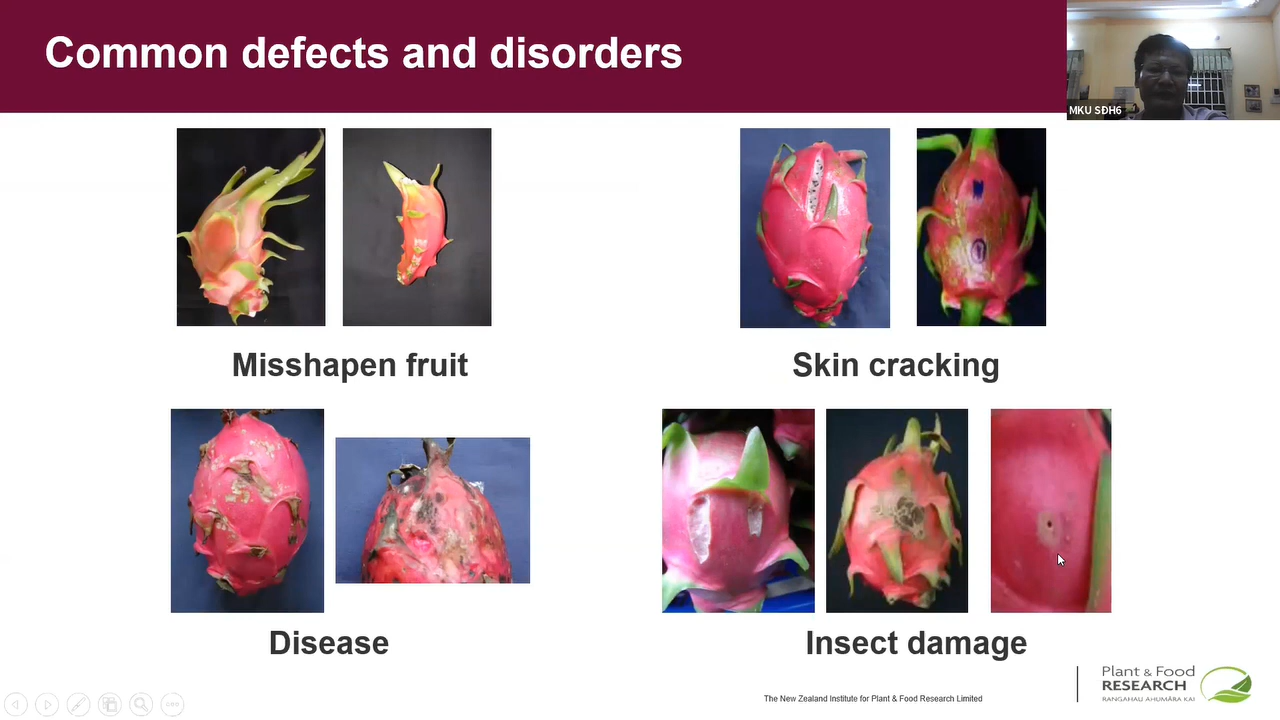 Common defects and disorders
MKU SĐH6
Misshapen fruit
Skin cracking
Disease
Insect damage
The New Zealand Institute for Plant & Food Research Limited
Plant & Food
RESEARCH
RANGAHAU AHUMĀRA KAI